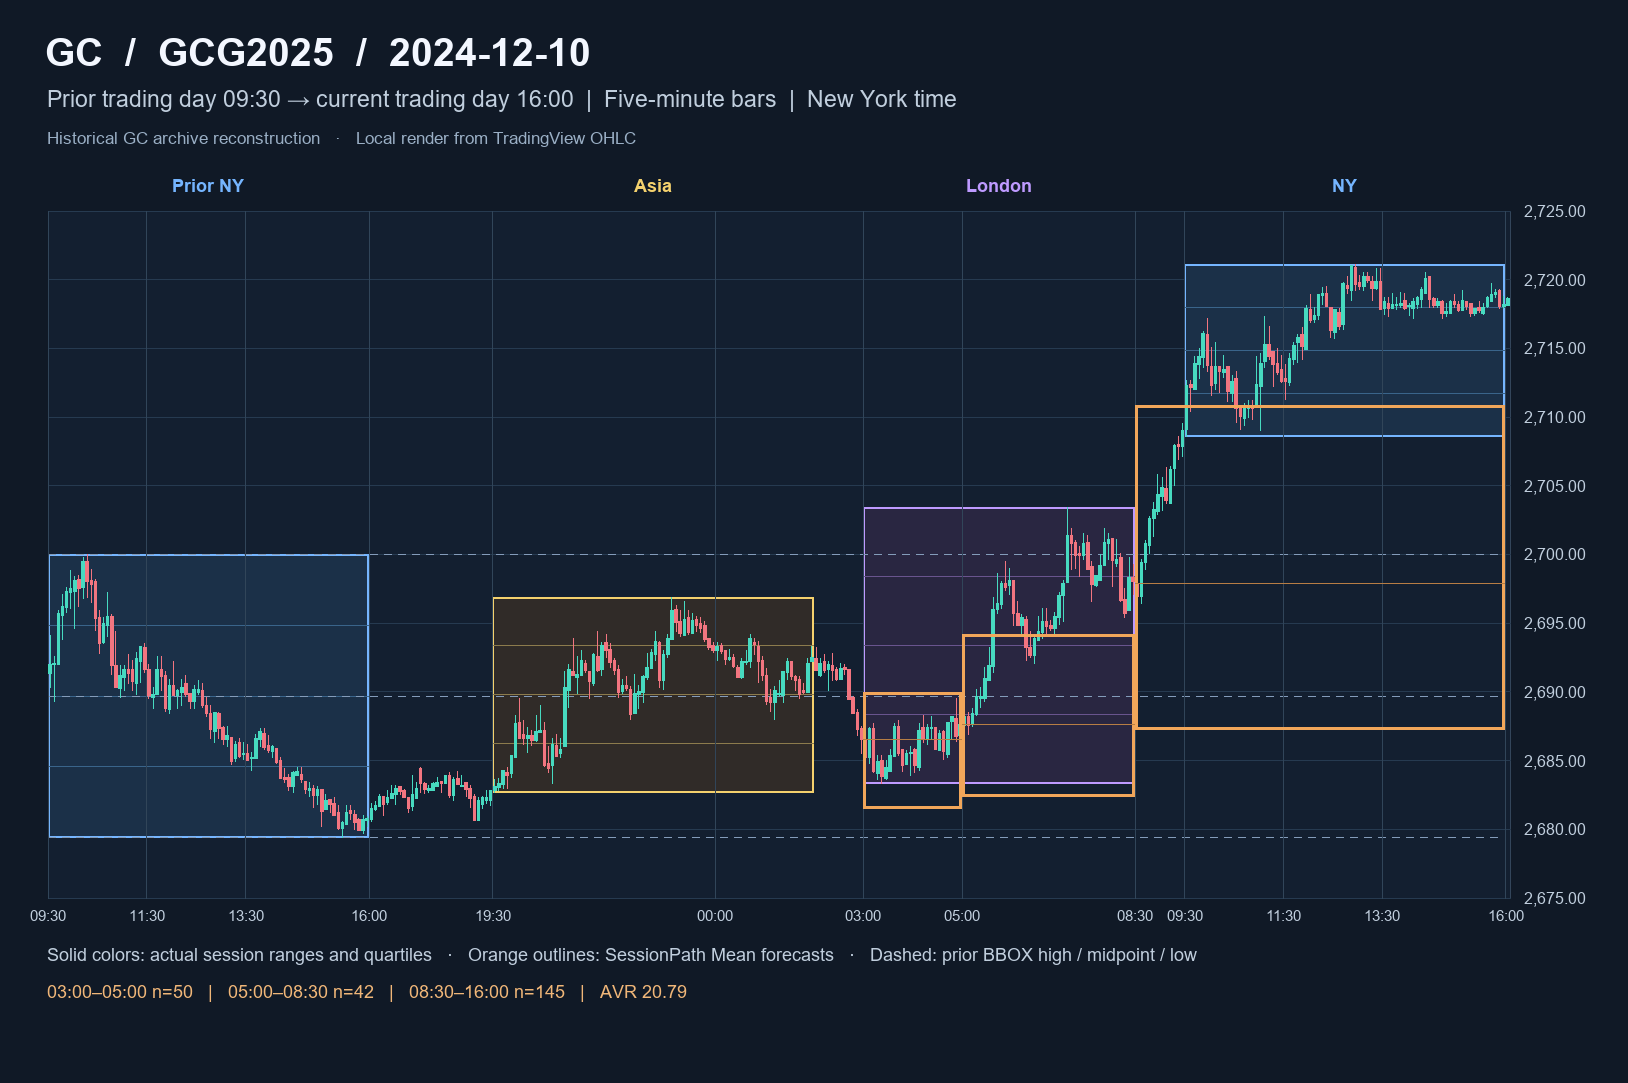 GC / GCG2025 / 2024-12-10
Prior trading day 09:30 → current trading day 16:00 | Five-minute bars | New York time
Historical GC archive reconstruction · Local render from TradingView OHLC
Prior NY Asia London NY
2,725.00
2,720.00
2,715.00
2,710.00
2,705.00
2,700.00
2,695.00
2,690.00
2,685.00
2,680.00
2,675.00
09:30 11:30 13:30 16:00 19:30 00:00 03:00 05:00 08:30 09:30 11:30 13:30 16:00
Solid colors: actual session ranges and quartiles · Orange outlines: SessionPath Mean forecasts · Dashed: prior BBOX high / midpoint / low
03:00–05:00 n=50 | 05:00–08:30 n=42 | 08:30–16:00 n=145 | AVR 20.79